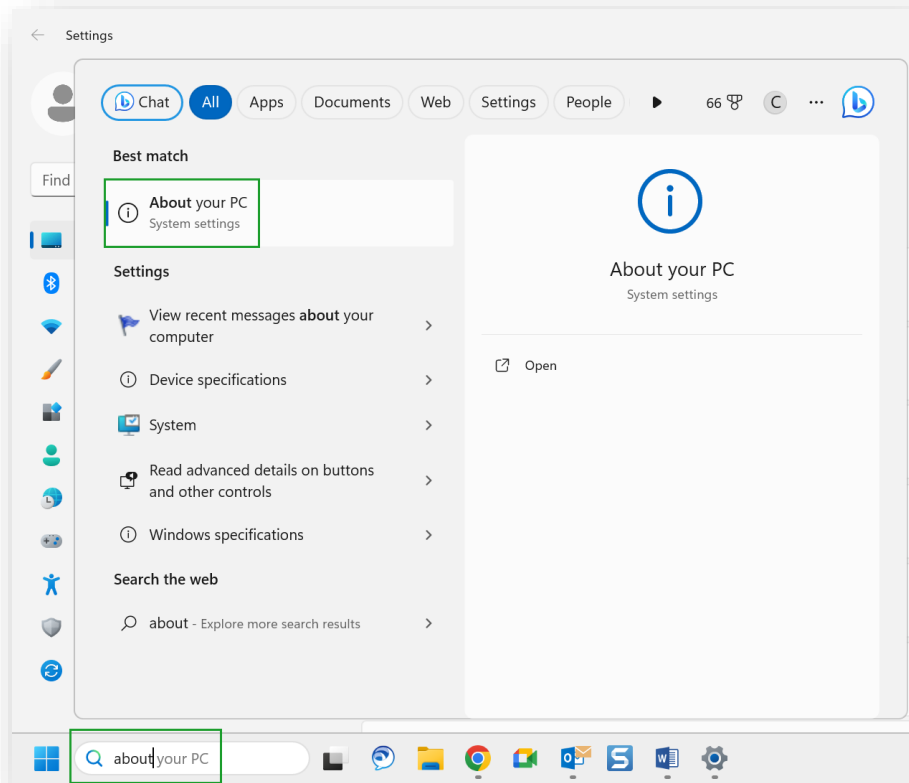 Settings
Chat All Apps Documents Web Settings People 66 C
Find
Best match
About your PC
System settings
Settings
View recent messages about your
computer
Device specifications
System
Read advanced details on buttons
and other controls
Windows specifications
Search the web
about - Explore more search results
About your PC
System settings
Open
about your PC